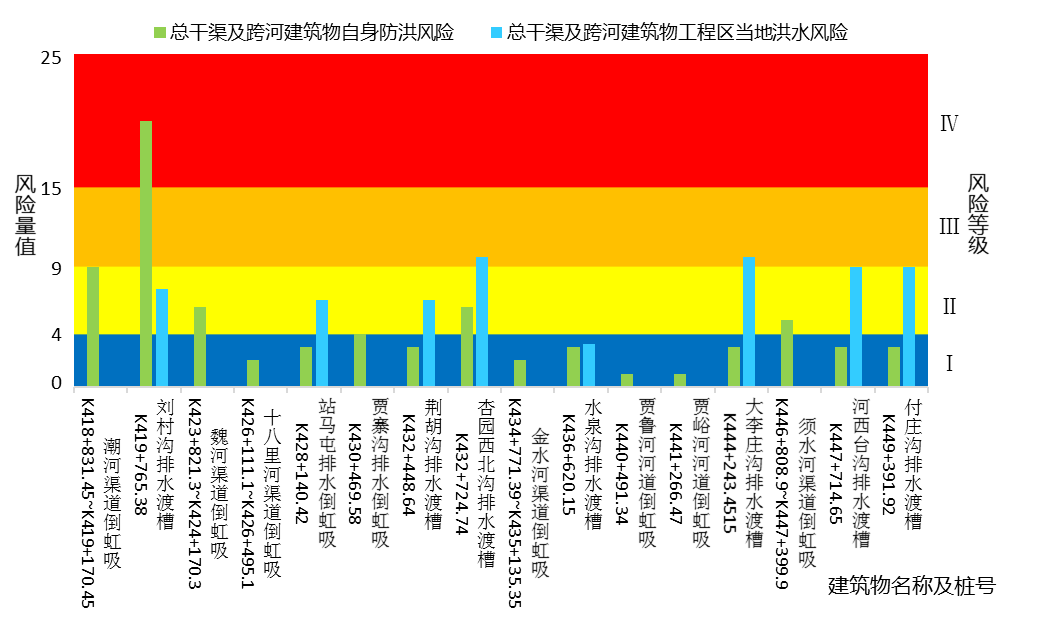 总干渠及跨河建筑物自身防洪风险
总干渠及跨河建筑物工程区当地洪水风险
25
15
9
4
0
风险量值
Ⅳ
Ⅲ
Ⅱ
Ⅰ
风险等级
潮河渠道倒虹吸
K418+831.45~K419+170.45
刘村沟排水渡槽
K419+765.38
魏河渠道倒虹吸
K423+821.3~K424+170.3
十八里河渠道倒虹吸
K426+111.1~K426+495.1
站马屯排水倒虹吸
K428+140.42
贾寨沟排水倒虹吸
K430+469.58
荆胡沟排水渡槽
K432+48.64
杏园西北沟排水渡槽
K432+724.74
金水河渠道倒虹吸
K434+771.39~K435+135.35
水泉沟排水渡槽
K436+620.15
贾鲁河河道倒虹吸
K440+491.34
贾峪河河道倒虹吸
K441+266.47
大李庄沟排水渡槽
K444+243.4515
须水河渠道倒虹吸
K446+808.9~K447+399.9
河西台沟排水渡槽
K447+714.65
付庄沟排水渡槽
K449+391.92
建筑物名称及桩号